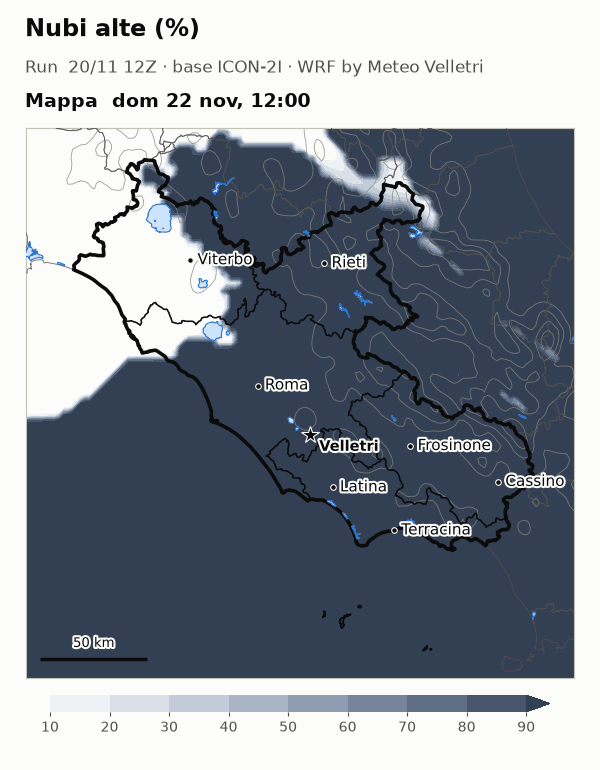 Nubi alte (%)
Run 20/11 12Z · base ICON-2I · WRF by Meteo Velletri
Mappa dom 22 nov, 12:00
Viterbo
Rieti
Roma
Velletri
Frosinone
Cassino
Latina
Terracina
50 km
10 20 30 40 50 60 70 80 90